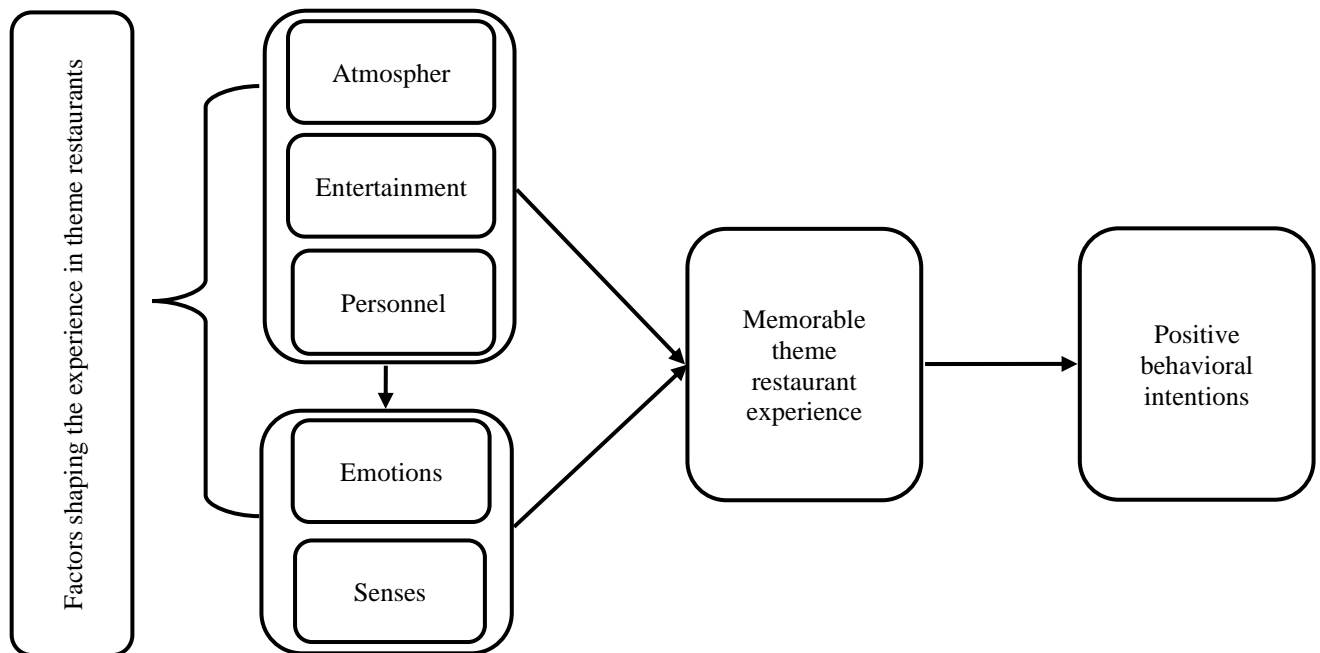 Factors shaping the experience in theme restaurants
Atmospher
Entertainment
Personnel
Emotions
Senses
Memorable
theme
restaurant
experience
Positive
behavioral
intentions